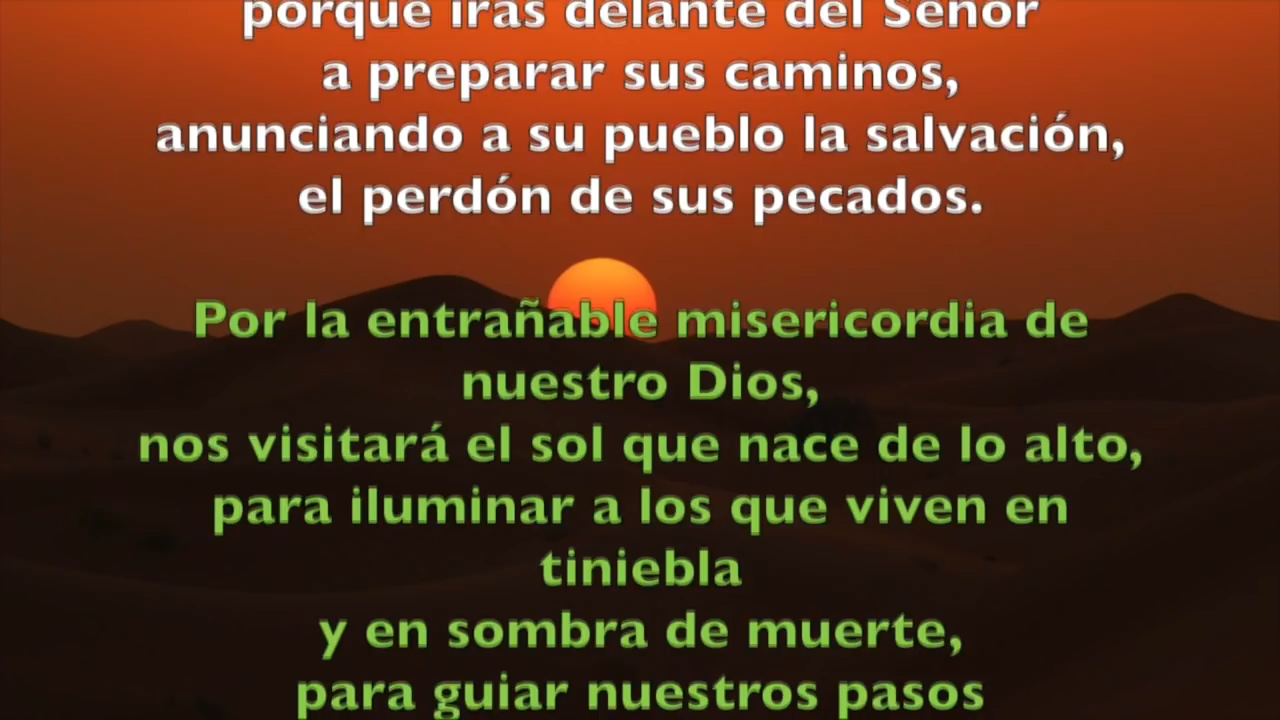 porque irás delante del Señor
a preparar sus caminos,
anunciando a su pueblo la salvación,
el perdón de sus pecados.
Por la entrañable misericordia de
nuestro Dios,
nos visitará el sol que nace de lo alto,
para iluminar a los que viven en
tiniebla
y en sombra de muerte,
para guiar nuestros pasos